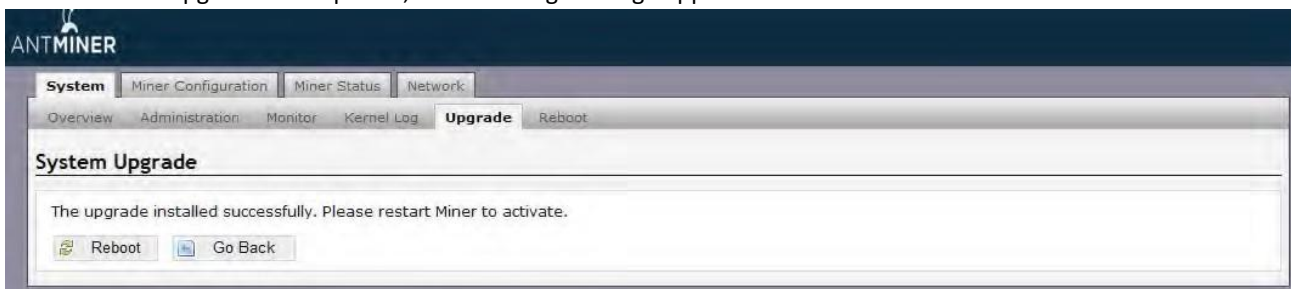 ANTMINER
System Miner Configuration Miner Status Network
Overview Administration Monitor Kernel Log Upgrade Reboot
System Upgrade
The upgrade installed successfully. Please restart Miner to activate.
Reboot Go Back